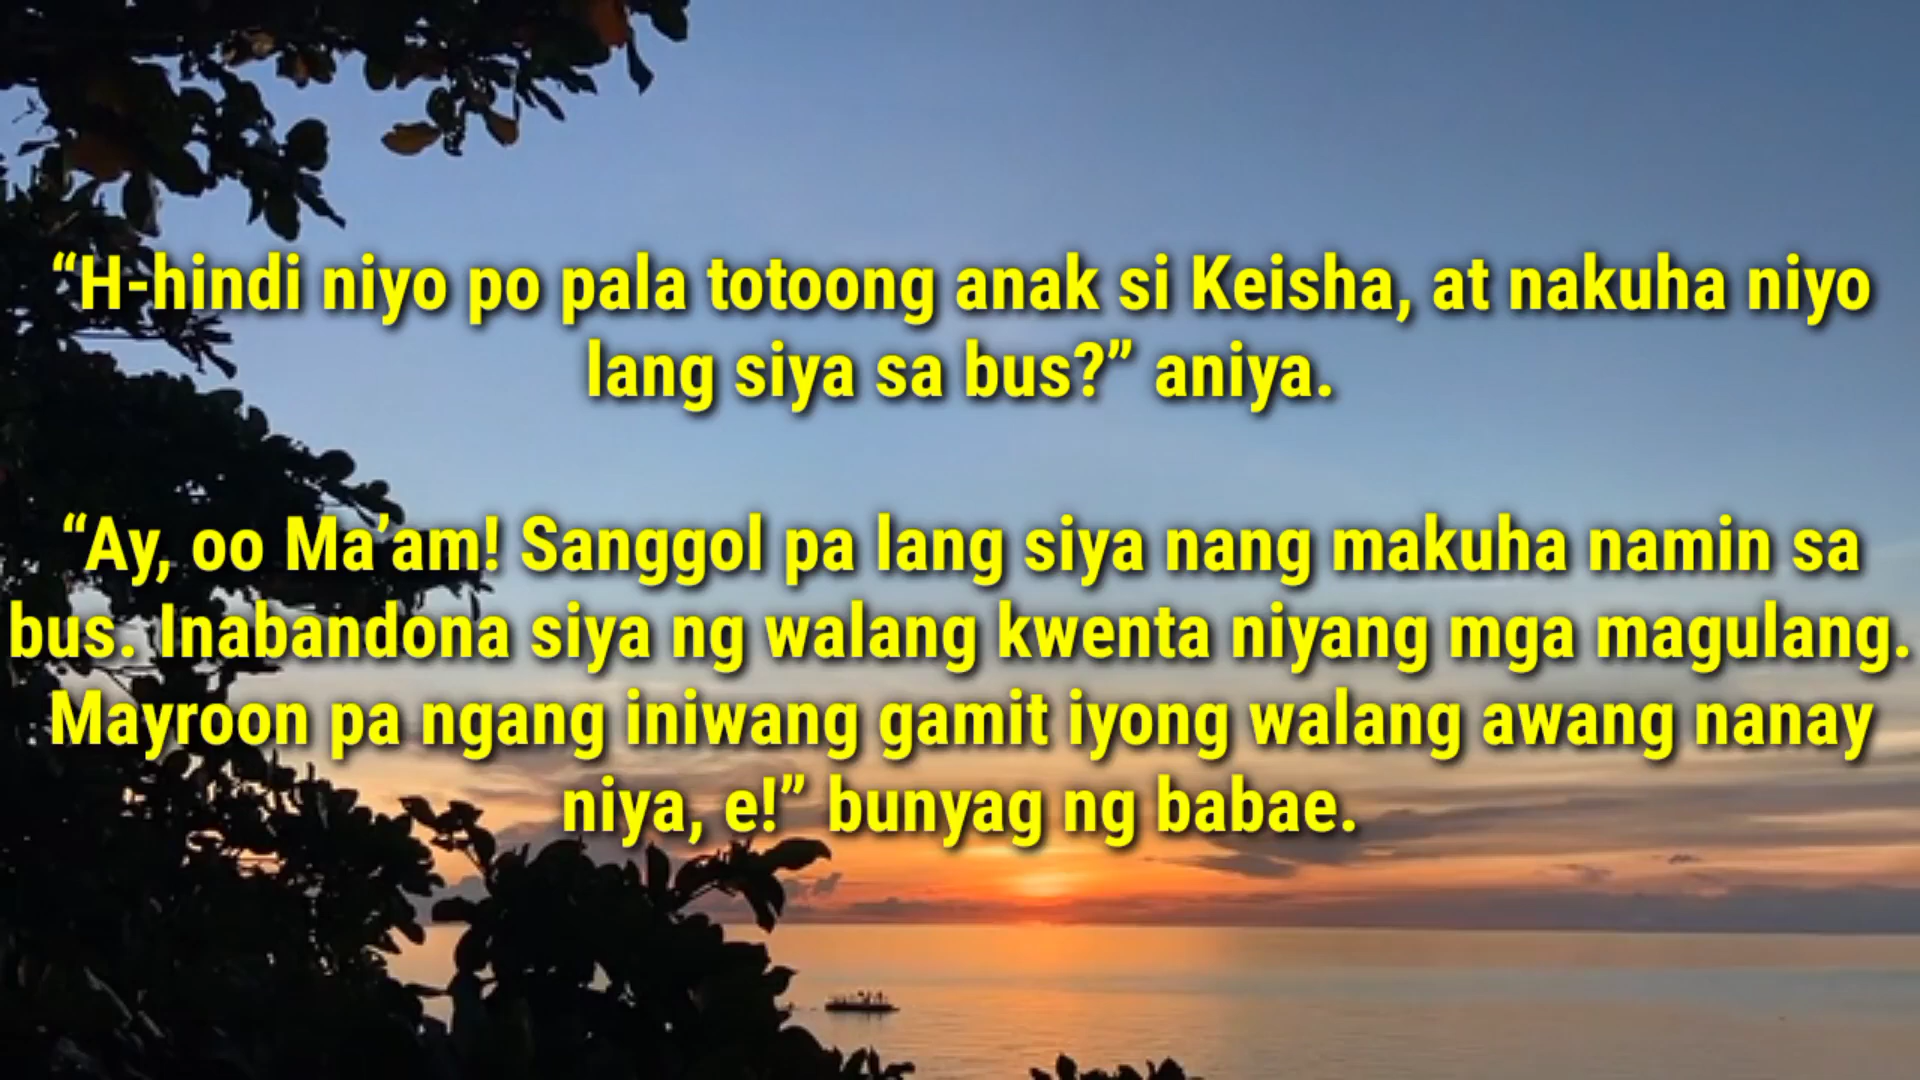 “H-hindi niyo po pala totoong anak si Keisha, at nakuha niyo
lang siya sa bus?” aniya.
“Ay, oo Ma’am! Sanggol pa lang siya nang makuha namin sa
bus. Inabandona siya ng walang kwenta niyang mga magulang.
Mayroon pa ngang iniwang gamit iyong walang awang nanay
niya, e!” bunyag ng babae.